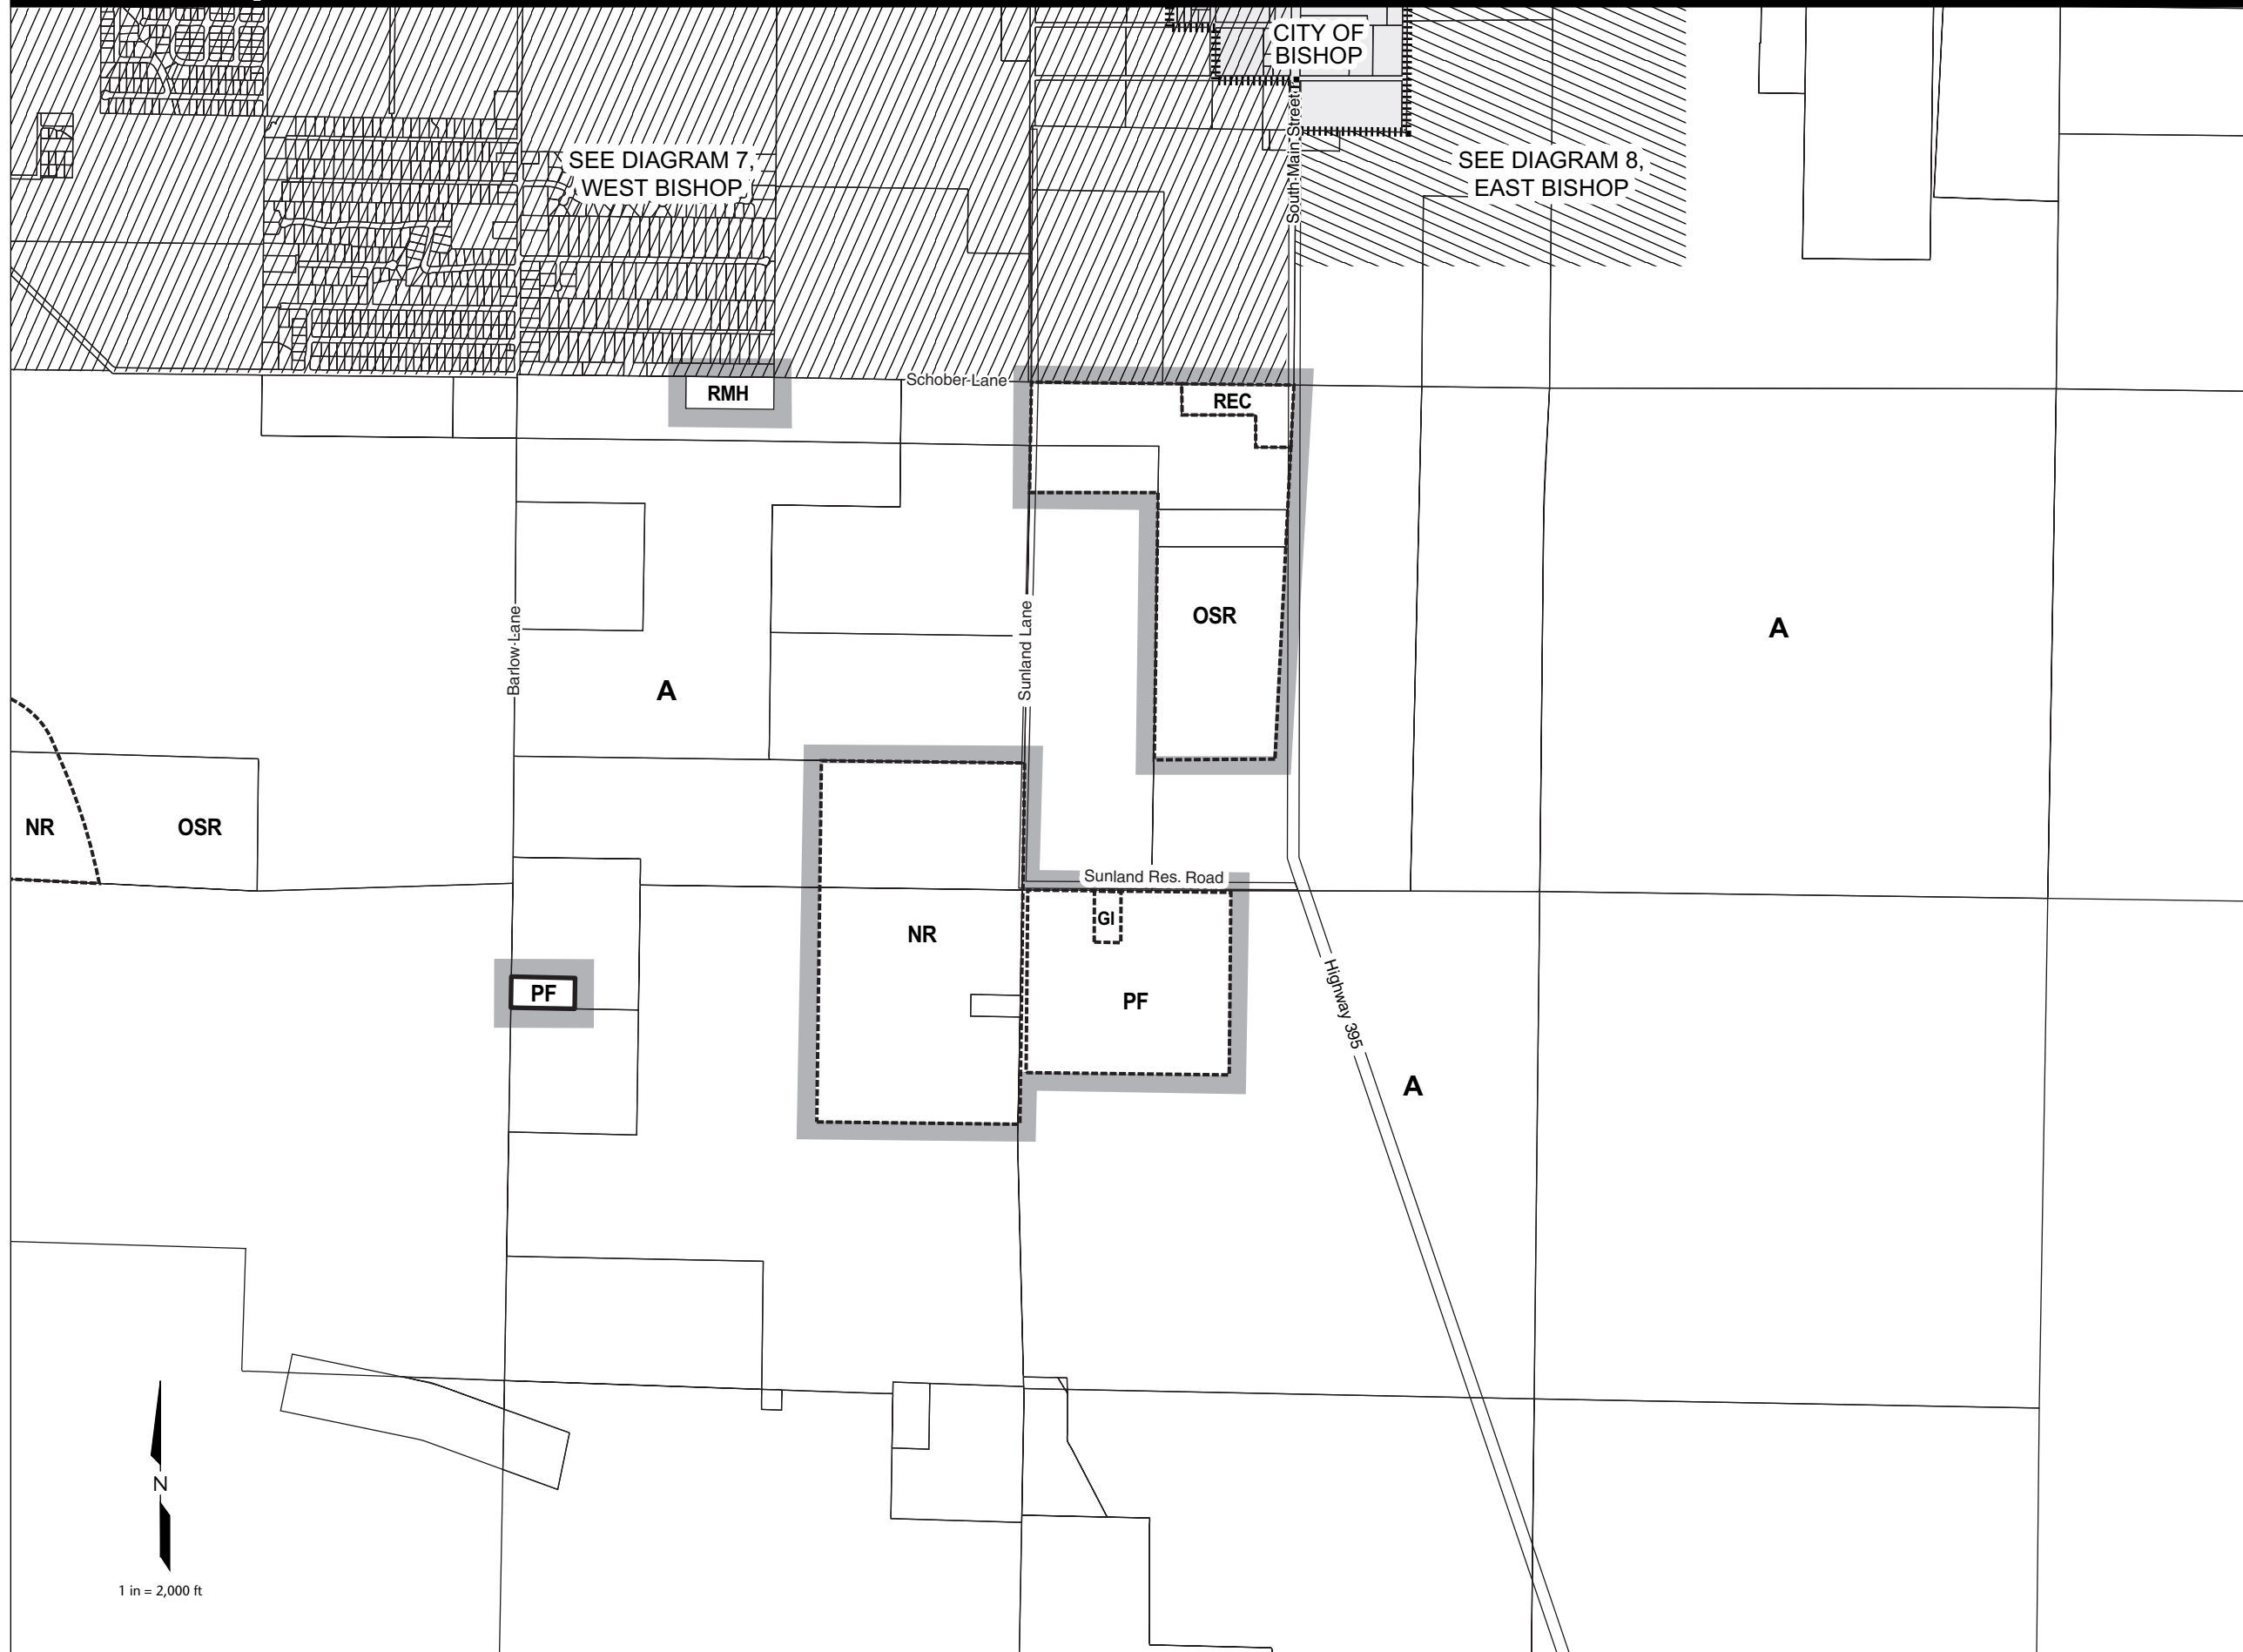 CITY OF
BISHOP
SEE DIAGRAM 7,
WEST BISHOP
SEE DIAGRAM 8,
EAST BISHOP
South Main Street
Schober Lane
RMH
REC
OSR
A
Barlow Lane
Sunland Lane
A
NR
OSR
Sunland Res. Road
GI
NR
PF
PF
Highway 395
A
N
1 in = 2,000 ft